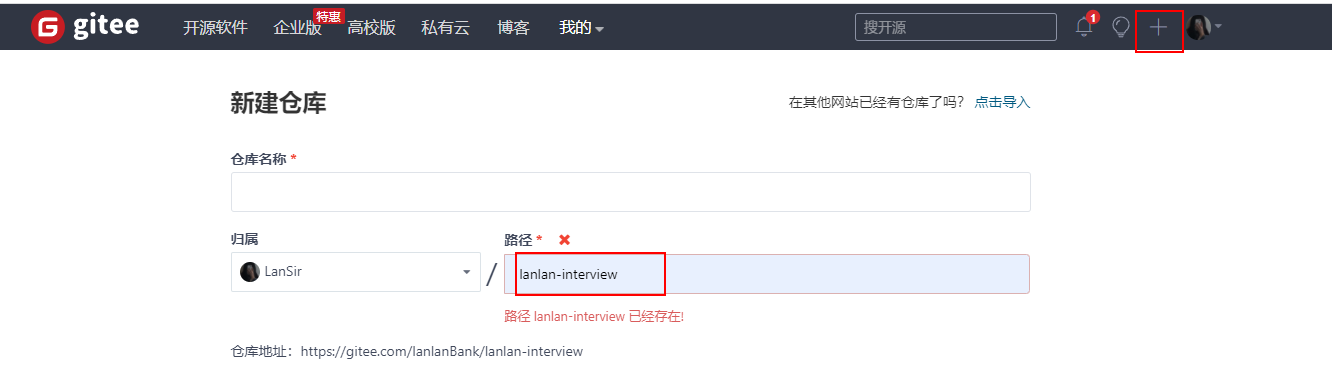 gitee 开源软件 企业版 特惠 高校版 私有云 博客 我的 搜开源 1
新建仓库 在其他网站已经有仓库了吗? 点击导入
仓库名称 *
归属 路径 * ✖
LanSir / lanlan-interview
路径 lanlan-interview 已经存在!
仓库地址：https://gitee.com/lanlanBank/lanlan-interview